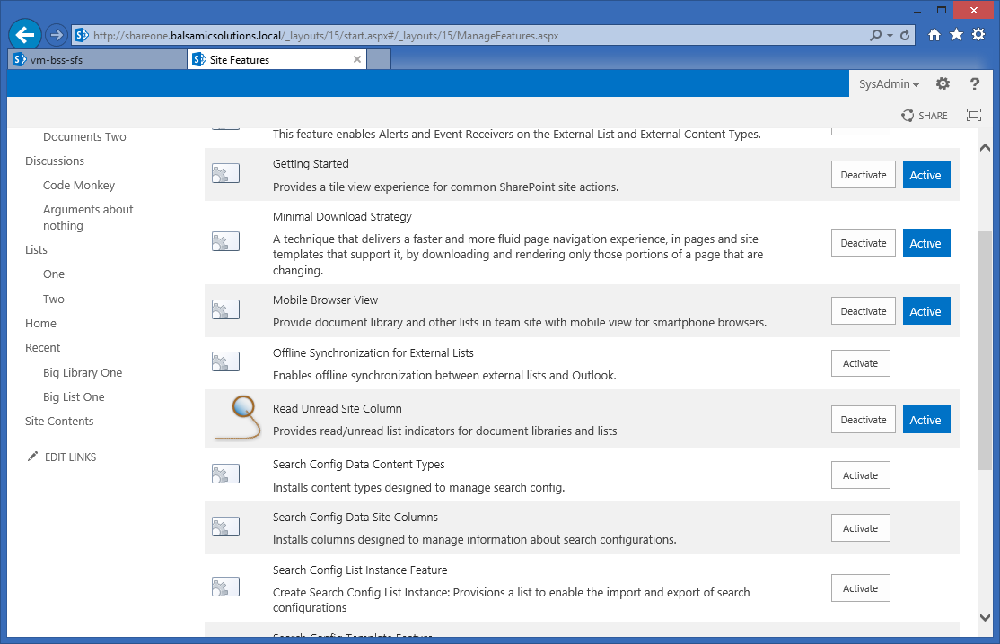 http://shareone.balsamicsolutions.local/_layouts/15/start.aspx#/_layouts/15/ManageFeatures.aspx
vm-bss-sfs
Site Features
SysAdmin
?
SHARE
Documents Two
Discussions
Code Monkey
Arguments about
nothing
Lists
One
Two
Home
Recent
Big Library One
Big List One
Site Contents
EDIT LINKS
This feature enables Alerts and Event Receivers on the External List and External Content Types.
Getting Started
Provides a tile view experience for common SharePoint site actions.
Deactivate Active
Minimal Download Strategy
A technique that delivers a faster and more fluid page navigation experience, in pages and site
templates that support it, by downloading and rendering only those portions of a page that are
changing.
Deactivate Active
Mobile Browser View
Provide document library and other lists in team site with mobile view for smartphone browsers.
Deactivate Active
Offline Synchronization for External Lists
Enables offline synchronization between external lists and Outlook.
Activate
Read Unread Site Column
Provides read/unread list indicators for document libraries and lists
Deactivate Active
Search Config Data Content Types
Installs content types designed to manage search config.
Activate
Search Config Data Site Columns
Installs columns designed to manage information about search configurations.
Activate
Search Config List Instance Feature
Create Search Config List Instance: Provisions a list to enable the import and export of search
configurations
Activate
Search Config Template Feature